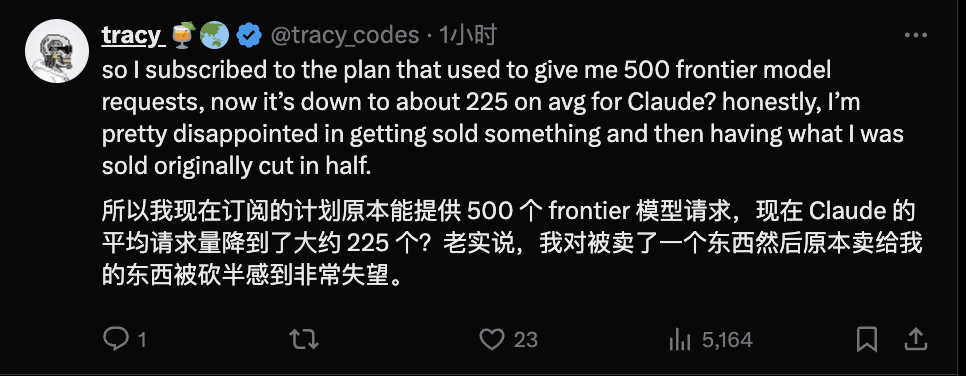 tracy 🍹🌏 @tracy_codes · 1小时
so I subscribed to the plan that used to give me 500 frontier model
requests, now it’s down to about 225 on avg for Claude? honestly, I’m
pretty disappointed in getting sold something and then having what I was
sold originally cut in half.
所以我现在订阅的计划原本能提供 500 个 frontier 模型请求，现在 Claude 的
平均请求量降到了大约 225 个？老实说，我对被卖了一个东西然后原本卖给我
的东西被砍半感到非常失望。
1 23 5,164